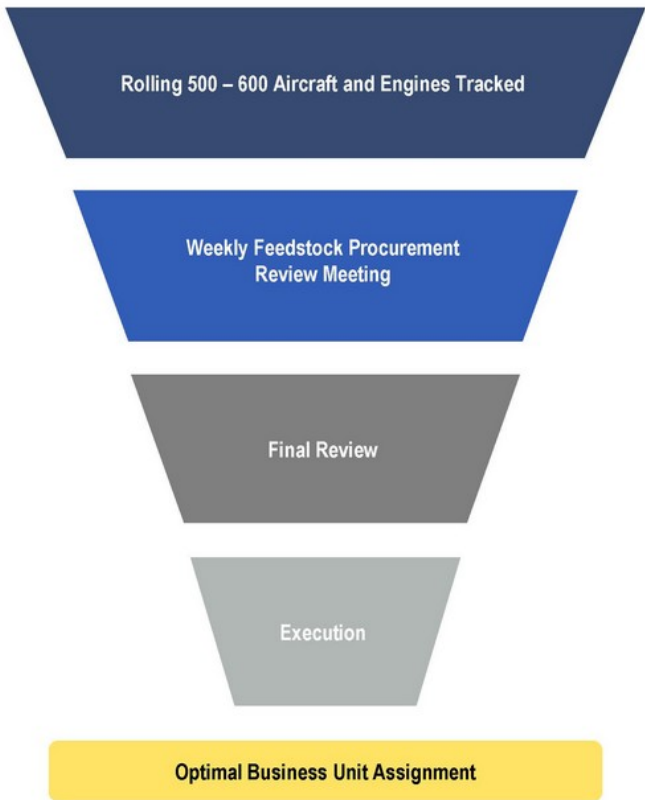 Rolling 500 – 600 Aircraft and Engines Tracked
Weekly Feedstock Procurement
Review Meeting
Final Review
Execution
Optimal Business Unit Assignment